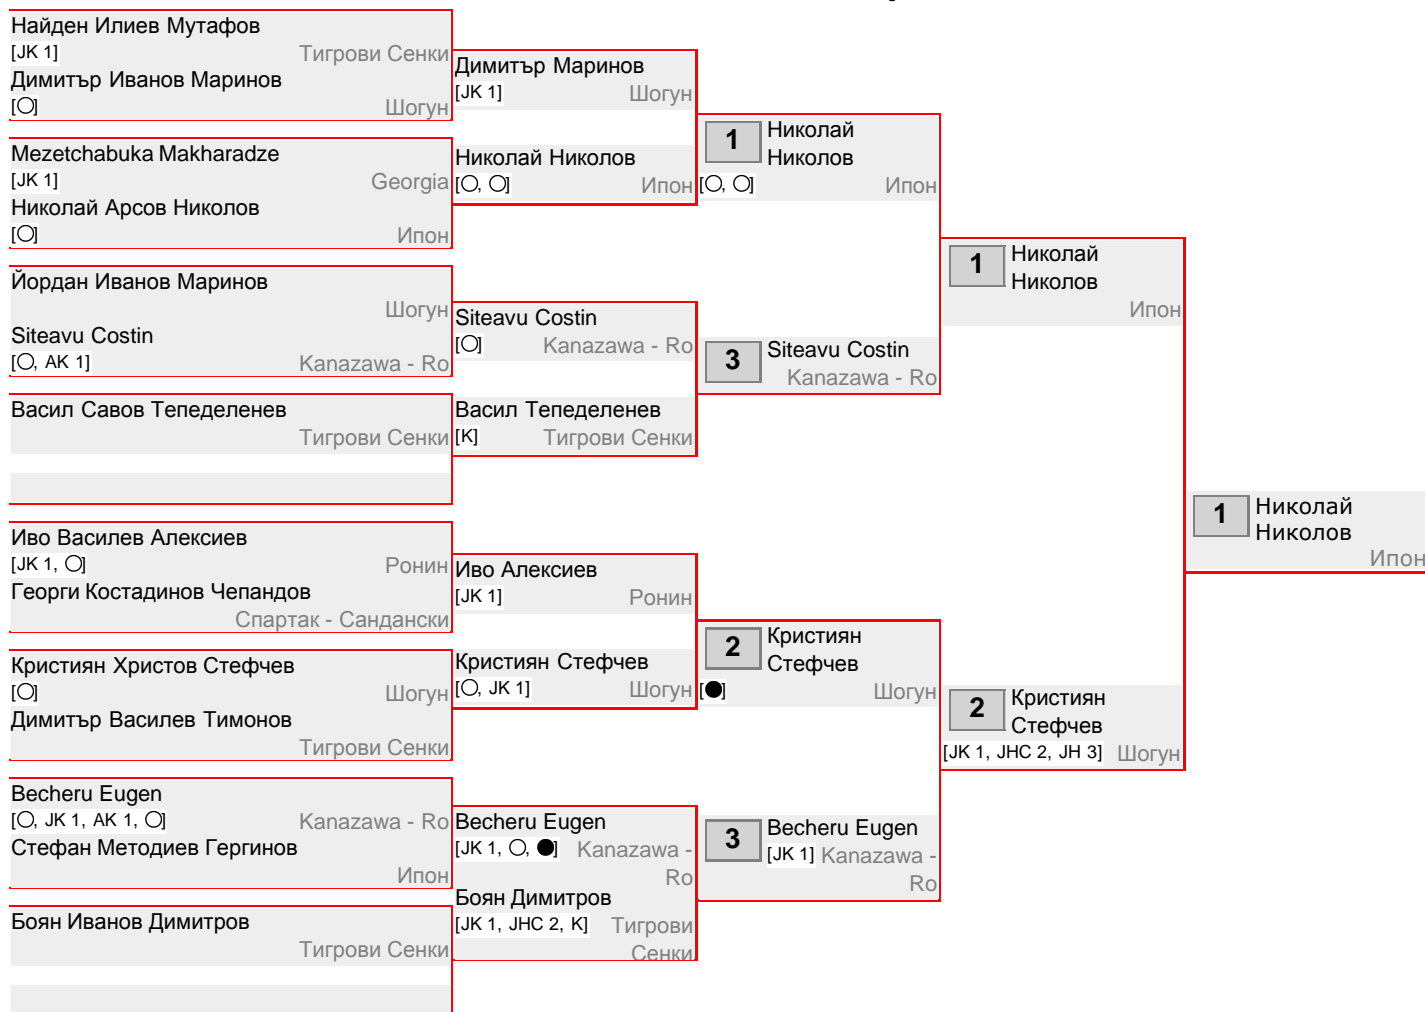 Найден Илиев Мутафов
[JK 1] Тигрови Сенки
Димитър Иванов Маринов
[○] Шогун
Mezetchabuka Makharadze
[JK 1] Georgia
Николай Арсов Николов
[○] Ипон
Йордан Иванов Маринов
Шогун
Siteavu Costin
[○, AK 1] Kanazawa - Ro
Васил Савов Тепеделенев
Тигрови Сенки
Иво Василев Алексиев
[JK 1, ○] Ронин
Георги Костадинов Чепандов
Спартак - Сандански
Кристиян Христов Стефчев
[○] Шогун
Димитър Василев Тимонов
Тигрови Сенки
Becheru Eugen
[○, JK 1, AK 1, ○] Kanazawa - Ro
Стефан Методиев Гергинов
Ипон
Боян Иванов Димитров
Тигрови Сенки
Димитър Маринов
[JK 1] Шогун
Николай Николов
[○, ○] Ипон
Siteavu Costin
[○] Kanazawa - Ro
Васил Тепеделенев
[K] Тигрови Сенки
Иво Алексиев
[JK 1] Ронин
Кристиян Стефчев
[○, JK 1] Шогун
Becheru Eugen
[JK 1, ○, ●] Kanazawa -
Ro
Боян Димитров
[JK 1, JHC 2, K] Тигрови
Сенки
1 Николай
Николов
[○, ○] Ипон
3 Siteavu Costin
Kanazawa - Ro
2 Кристиян
Стефчев
[●] Шогун
3 Becheru Eugen
[JK 1] Kanazawa -
Ro
1 Николай
Николов
Ипон
2 Кристиян
Стефчев
[JK 1, JHC 2, JH 3] Шогун
1 Николай
Николов
Ипон